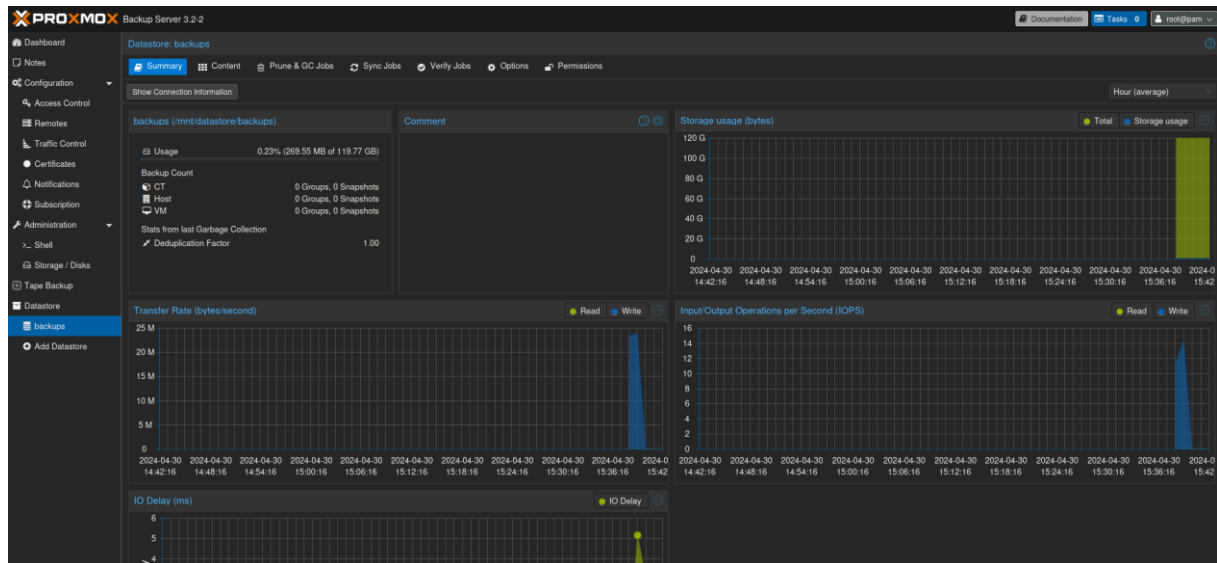 PROXMOX Backup Server 3.2-2
Documentation
Tasks 0
root@pam
Dashboard
Notes
Configuration
Access Control
Remotes
Traffic Control
Certificates
Notifications
Subscription
Administration
Shell
Storage / Disks
Tape Backup
Datastore
backups
Add Datastore
Datastore: backups
Summary Content Prune & GC Jobs Sync Jobs Verify Jobs Options Permissions
Show Connection Information
Hour (average)
backups (/mnt/datastore/backups)
Usage 0.23% (269.55 MB of 119.77 GB)
Backup Count
CT 0 Groups, 0 Snapshots
Host 0 Groups, 0 Snapshots
VM 0 Groups, 0 Snapshots
Stats from last Garbage Collection
Deduplication Factor 1.00
Comment
Storage usage (bytes)
Total Storage usage
120 G
100 G
80 G
60 G
40 G
20 G
0
2024-04-30 2024-04-30 2024-04-30 2024-04-30 2024-04-30 2024-04-30 2024-04-30 2024-04-30 2024-04-30 2024-04-30 2024-0
14:42:16 14:48:16 14:54:16 15:00:16 15:06:16 15:12:16 15:18:16 15:24:16 15:30:16 15:36:16 15:42
Transfer Rate (bytes/second)
Read Write
25 M
20 M
15 M
10 M
5 M
0
2024-04-30 2024-04-30 2024-04-30 2024-04-30 2024-04-30 2024-04-30 2024-04-30 2024-04-30 2024-04-30 2024-04-30 2024-0
14:42:16 14:48:16 14:54:16 15:00:16 15:06:16 15:12:16 15:18:16 15:24:16 15:30:16 15:36:16 15:42
Input/Output Operations per Second (IOPS)
Read Write
16
14
12
10
8
6
4
2
0
2024-04-30 2024-04-30 2024-04-30 2024-04-30 2024-04-30 2024-04-30 2024-04-30 2024-04-30 2024-04-30 2024-04-30 2024-0
14:42:16 14:48:16 14:54:16 15:00:16 15:06:16 15:12:16 15:18:16 15:24:16 15:30:16 15:36:16 15:42
IO Delay (ms)
IO Delay
6
5
4